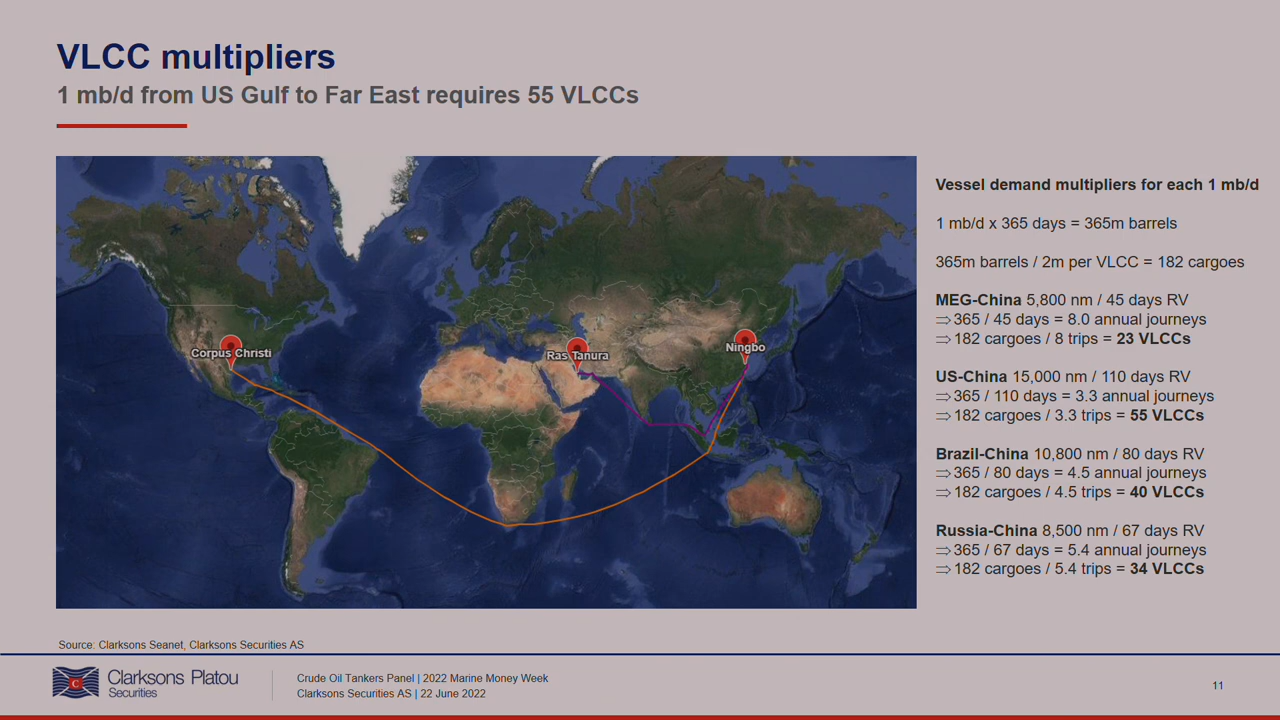 VLCC multipliers
1 mb/d from US Gulf to Far East requires 55 VLCCs
Corpus Christi
Ras Tanura
Ningbo
Vessel demand multipliers for each 1 mb/d
1 mb/d x 365 days = 365m barrels
365m barrels / 2m per VLCC = 182 cargoes
MEG-China 5,800 nm / 45 days RV
⇒365 / 45 days = 8.0 annual journeys
⇒182 cargoes / 8 trips = 23 VLCCs
US-China 15,000 nm / 110 days RV
⇒365 / 110 days = 3.3 annual journeys
⇒182 cargoes / 3.3 trips = 55 VLCCs
Brazil-China 10,800 nm / 80 days RV
⇒365 / 80 days = 4.5 annual journeys
⇒182 cargoes / 4.5 trips = 40 VLCCs
Russia-China 8,500 nm / 67 days RV
⇒365 / 67 days = 5.4 annual journeys
⇒182 cargoes / 5.4 trips = 34 VLCCs
Source: Clarksons Seanet, Clarksons Securities AS
C
Clarksons Platou
Securities
Crude Oil Tankers Panel | 2022 Marine Money Week
Clarksons Securities AS | 22 June 2022
11